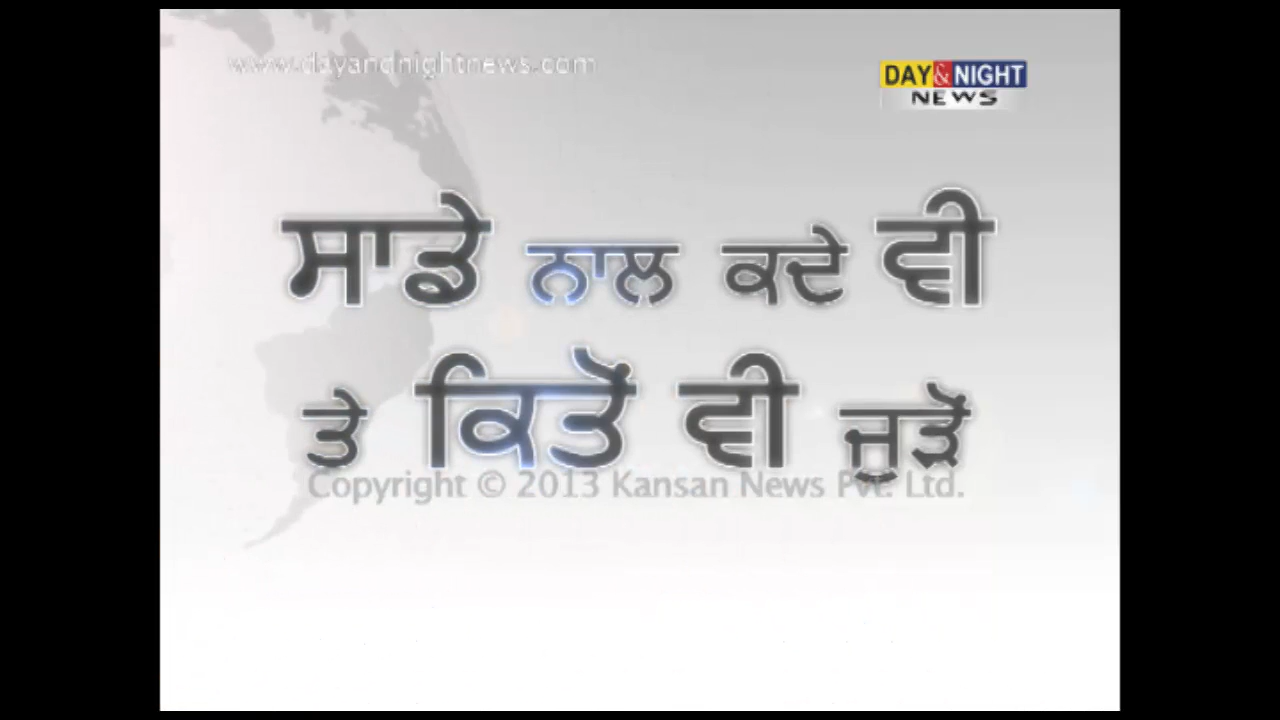 www.dayandnightnews.com
DAY&NIGHT
NEWS
ਸਾਡੇ ਨਾਲ ਕਦੇ ਵੀ
ਤੇ ਕਿਤੋਂ ਵੀ ਜੁੜੋਂ
Copyright © 2013 Kansan News Pvt. Ltd.